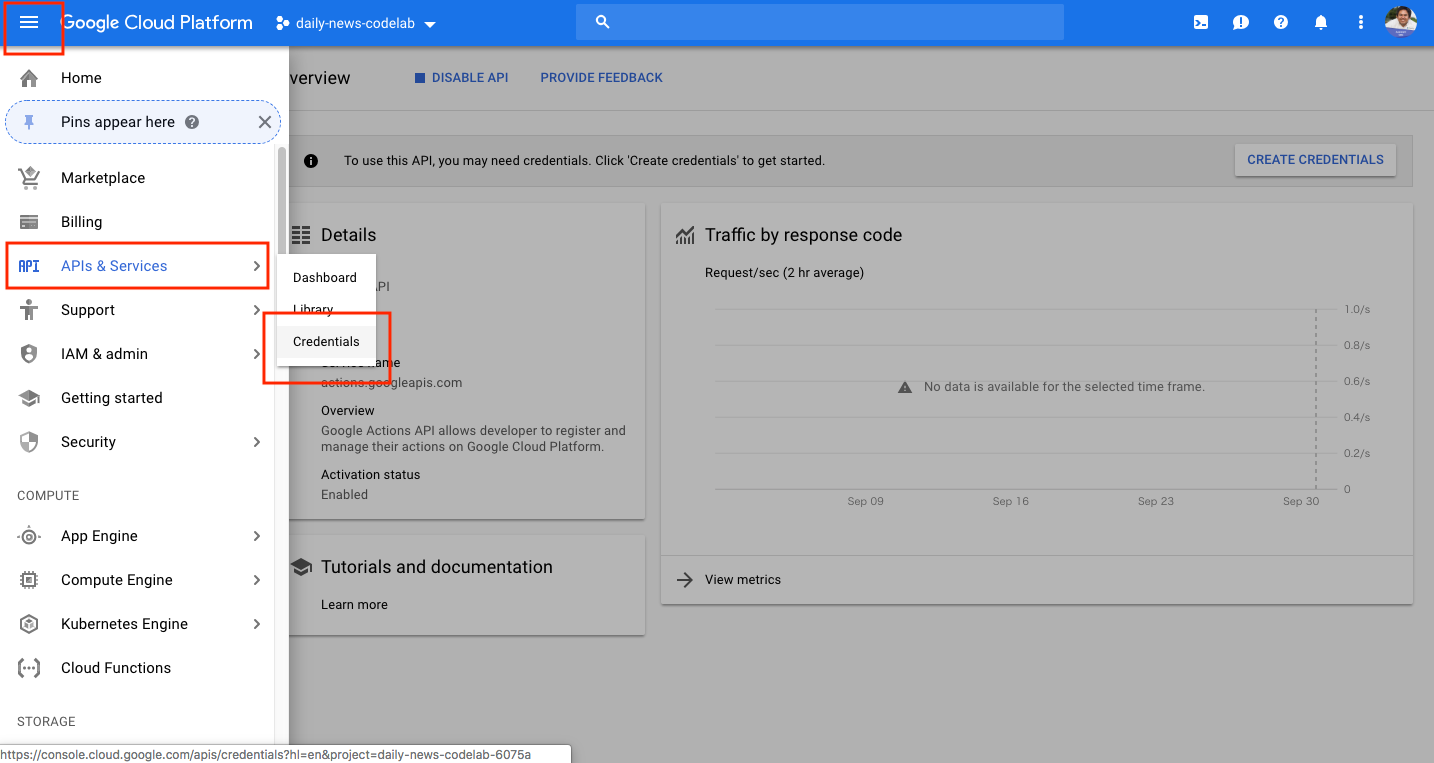 Google Cloud Platform
daily-news-codelab
Home
Pins appear here
Marketplace
Billing
API APIs & Services
Support
IAM & admin
Getting started
Security
COMPUTE
App Engine
Compute Engine
Kubernetes Engine
Cloud Functions
STORAGE
Dashboard
Library
Credentials
verview
DISABLE API
PROVIDE FEEDBACK
To use this API, you may need credentials. Click 'Create credentials' to get started.
CREATE CREDENTIALS
Details
API
name
actions.googleapis.com
Overview
Google Actions API allows developer to register and
manage their actions on Google Cloud Platform.
Activation status
Enabled
Tutorials and documentation
Learn more
Traffic by response code
Request/sec (2 hr average)
1.0/s
0.8/s
0.6/s
0.4/s
0.2/s
0
No data is available for the selected time frame.
Sep 09
Sep 16
Sep 23
Sep 30
View metrics
https://console.cloud.google.com/apis/credentials?hl=en&project=daily-news-codelab-6075a